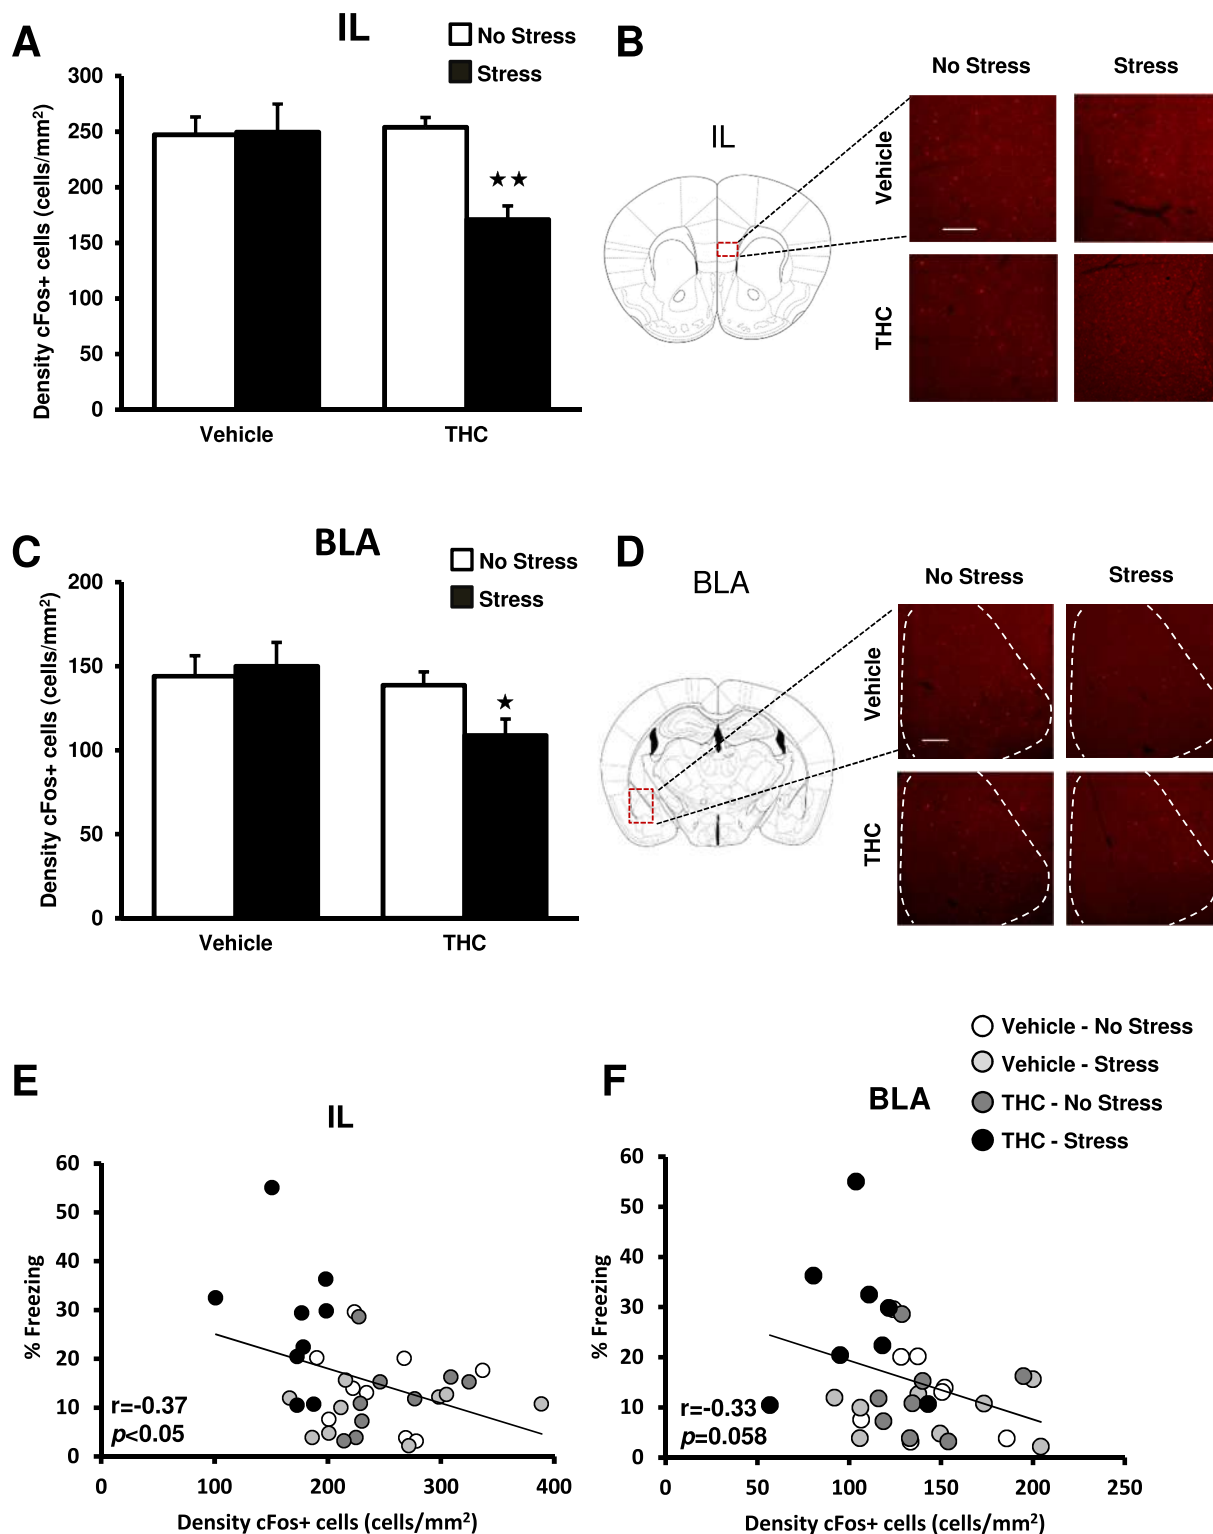 A
IL
No Stress
Stress
Density cFos+ cells (cells/mm2)
300
250
200
150
100
50
0
★★
Vehicle
THC
B
IL
No Stress
Stress
Vehicle
THC
C
BLA
No Stress
Stress
Density cFos+ cells (cells/mm2)
200
150
100
50
0
★
Vehicle
THC
D
BLA
No Stress
Stress
Vehicle
THC
Vehicle - No Stress
Vehicle - Stress
THC - No Stress
THC - Stress
E
IL
% Freezing
60
50
40
30
20
10
0
r=-0.37
p<0.05
0 100 200 300 400
Density cFos+ cells (cells/mm2)
F
BLA
% Freezing
60
50
40
30
20
10
0
r=-0.33
p=0.058
0 50 100 150 200 250
Density cFos+ cells (cells/mm2)